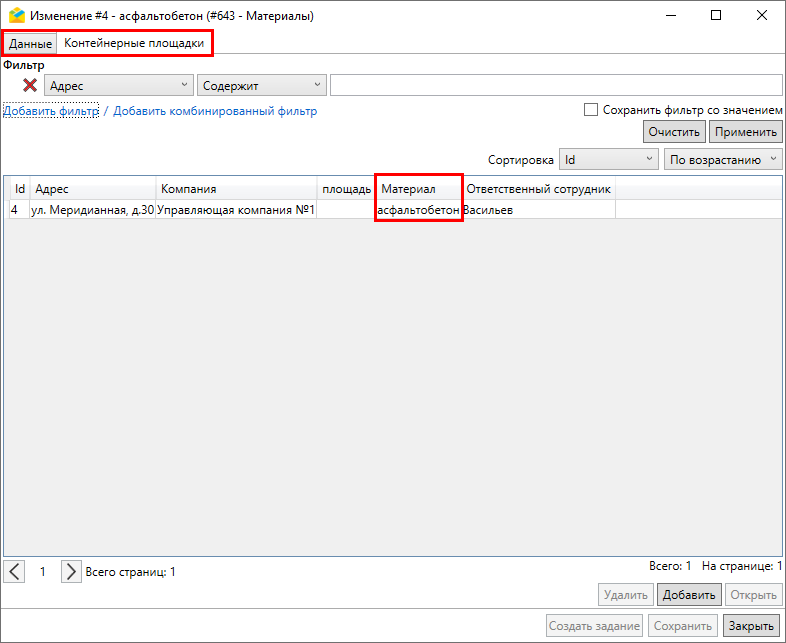 Изменение #4 - асфальтобетон (#643 - Материалы)
Данные Контейнерные площадки
Фильтр
Адрес Содержит
Добавить фильтр / Добавить комбинированный фильтр Сохранить фильтр со значением
Очистить Применить
Сортировка Id По возрастанию
Id Адрес Компания площадь Материал Ответственный сотрудник
4 ул. Меридианная, д.30 Управляющая компания №1 асфальтобетон Васильев
Всего: 1 На странице: 1
1 Всего страниц: 1
Удалить Добавить Открыть
Создать задание Сохранить Закрыть